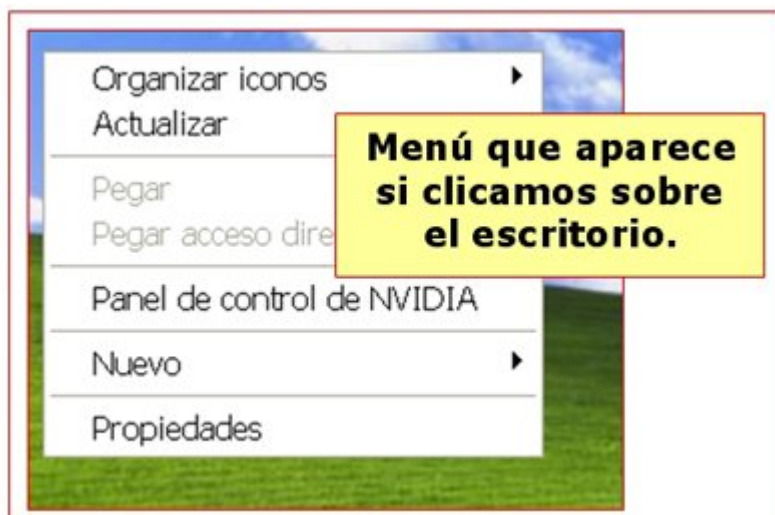 Organizar iconos
Actualizar
Menú que aparece
si clicamos sobre
el escritorio.
Pegar
Pegar acceso dire
Panel de control de NVIDIA
Nuevo
Propiedades